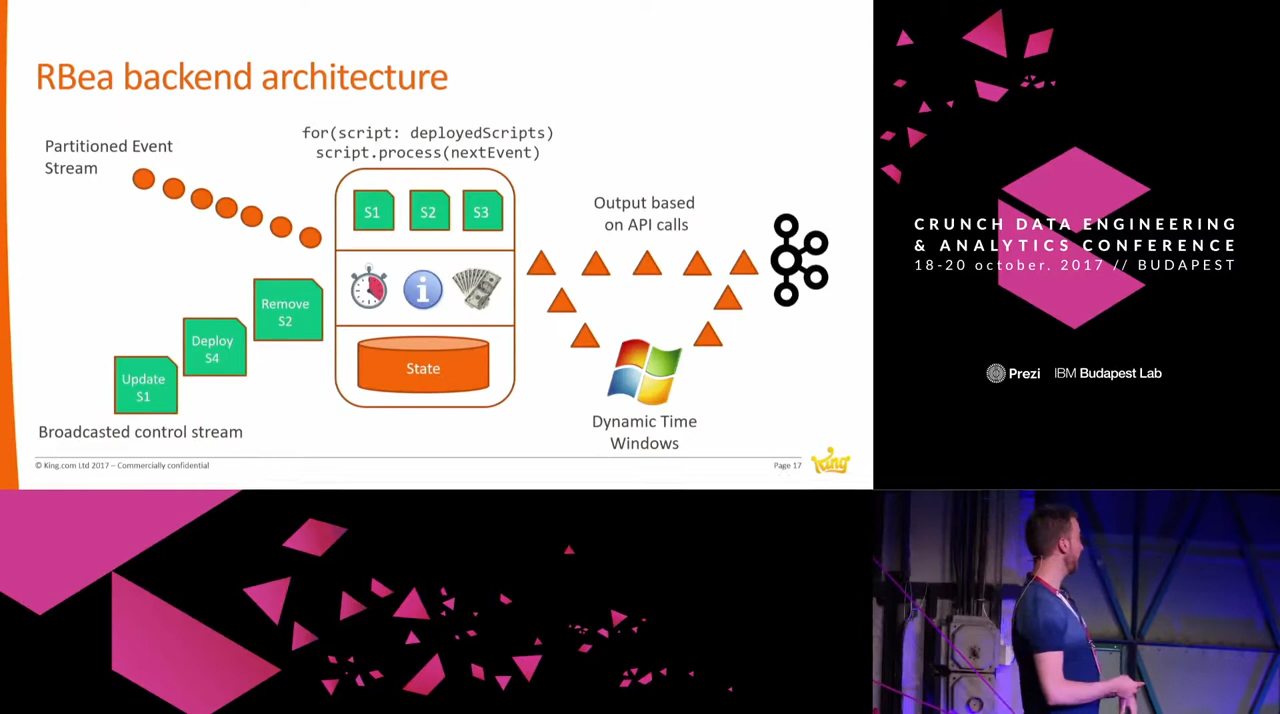 RBea backend architecture
Partitioned Event
Stream
for(script: deployedScripts)
script.process(nextEvent)
S1
S2
S3
i
State
Remove
S2
Deploy
S4
Update
S1
Broadcasted control stream
Output based
on API calls
Dynamic Time
Windows
© King.com Ltd 2017 – Commercially confidential
Page 17
King
CRUNCH DATA ENGINEERING
& ANALYTICS CONFERENCE
18-20 october. 2017 // BUDAPEST
Prezi
IBM Budapest Lab